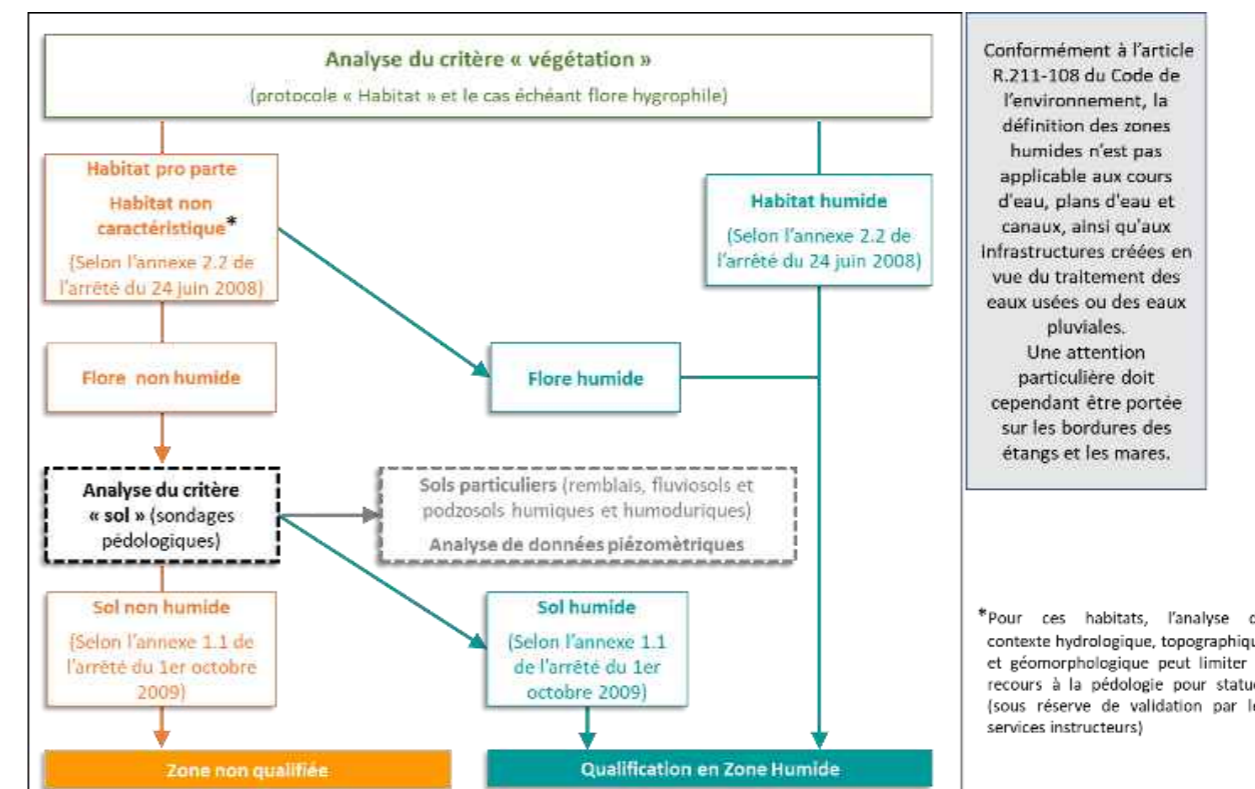 Analyse du critère « végétation »
(protocole « Habitat » et le cas échéant flore hygrophile)
Habitat pro parte
Habitat non
caractéristique*
(Selon l'annexe 2.2 de
l'arrêté du 24 juin 2008)
Habitat humide
(Selon l'annexe 2.2 de
l'arrêté du 24 juin 2008)
Flore non humide
Flore humide
Analyse du critère
« sol » (sondages
pédologiques)
Sols particuliers (remblais, fluviosols et
podzosols humiques et humoduriques)
Analyse de données piézomètriques
Sol non humide
(Selon l'annexe 1.1 de
l'arrêté du 1er octobre
2009)
Sol humide
(Selon l'annexe 1.1
de l'arrêté du 1er
octobre 2009)
Zone non qualifiée
Qualification en Zone Humide
Conformément à l'article
R.211-108 du Code de
l'environnement, la
définition des zones
humides n'est pas
applicable aux cours
d'eau, plans d'eau et
canaux, ainsi qu'aux
infrastructures créées en
vue du traitement des
eaux usées ou des eaux
pluviales.
Une attention
particulière doit
cependant être portée
sur les bordures des
étangs et les mares.
*Pour ces habitats, l'analyse
contexte hydrologique, topographiqu
et géomorphologique peut limiter
recours à la pédologie pour statue
(sous réserve de validation par le
services instructeurs)